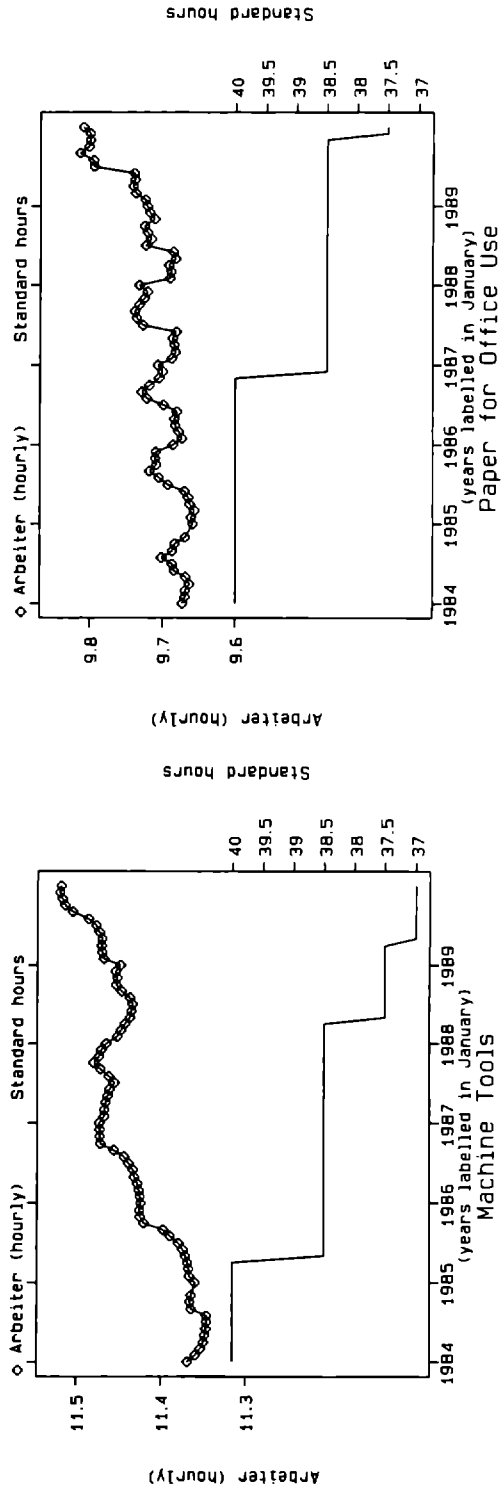 ◇ Arbeiter (hourly) Standard hours
Arbeiter (hourly)
11.5
11.4
11.3
Standard hours
40
39.5
39
38.5
38
37.5
37
1984 1985 1986 1987 1988 1989
(years labelled in January)
Machine Tools
◇ Arbeiter (hourly) Standard hours
Arbeiter (hourly)
9.8
9.7
9.6
Standard hours
40
39.5
39
38.5
38
37.5
37
1984 1985 1986 1987 1988 1989
(years labelled in January)
Paper for Office Use